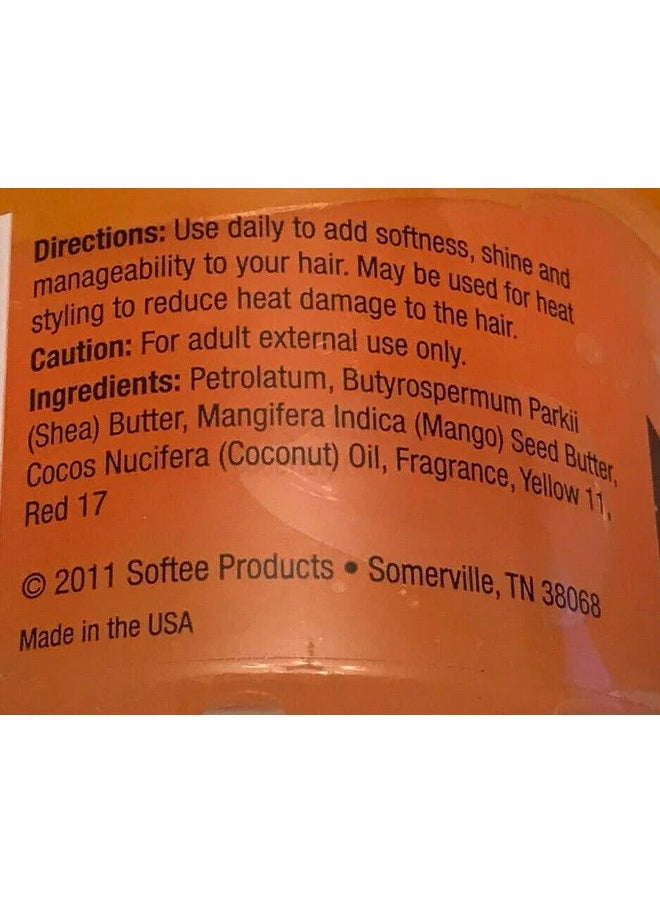 Directions: Use daily to add softness, shine and
manageability to your hair. May be used for heat
styling to reduce heat damage to the hair.
Caution: For adult external use only.
Ingredients: Petrolatum, Butyrospermum Parkii
(Shea) Butter, Mangifera Indica (Mango) Seed Butter,
Cocos Nucifera (Coconut) Oil, Fragrance, Yellow 11,
Red 17
© 2011 Softee Products • Somerville, TN 38068
Made in the USA